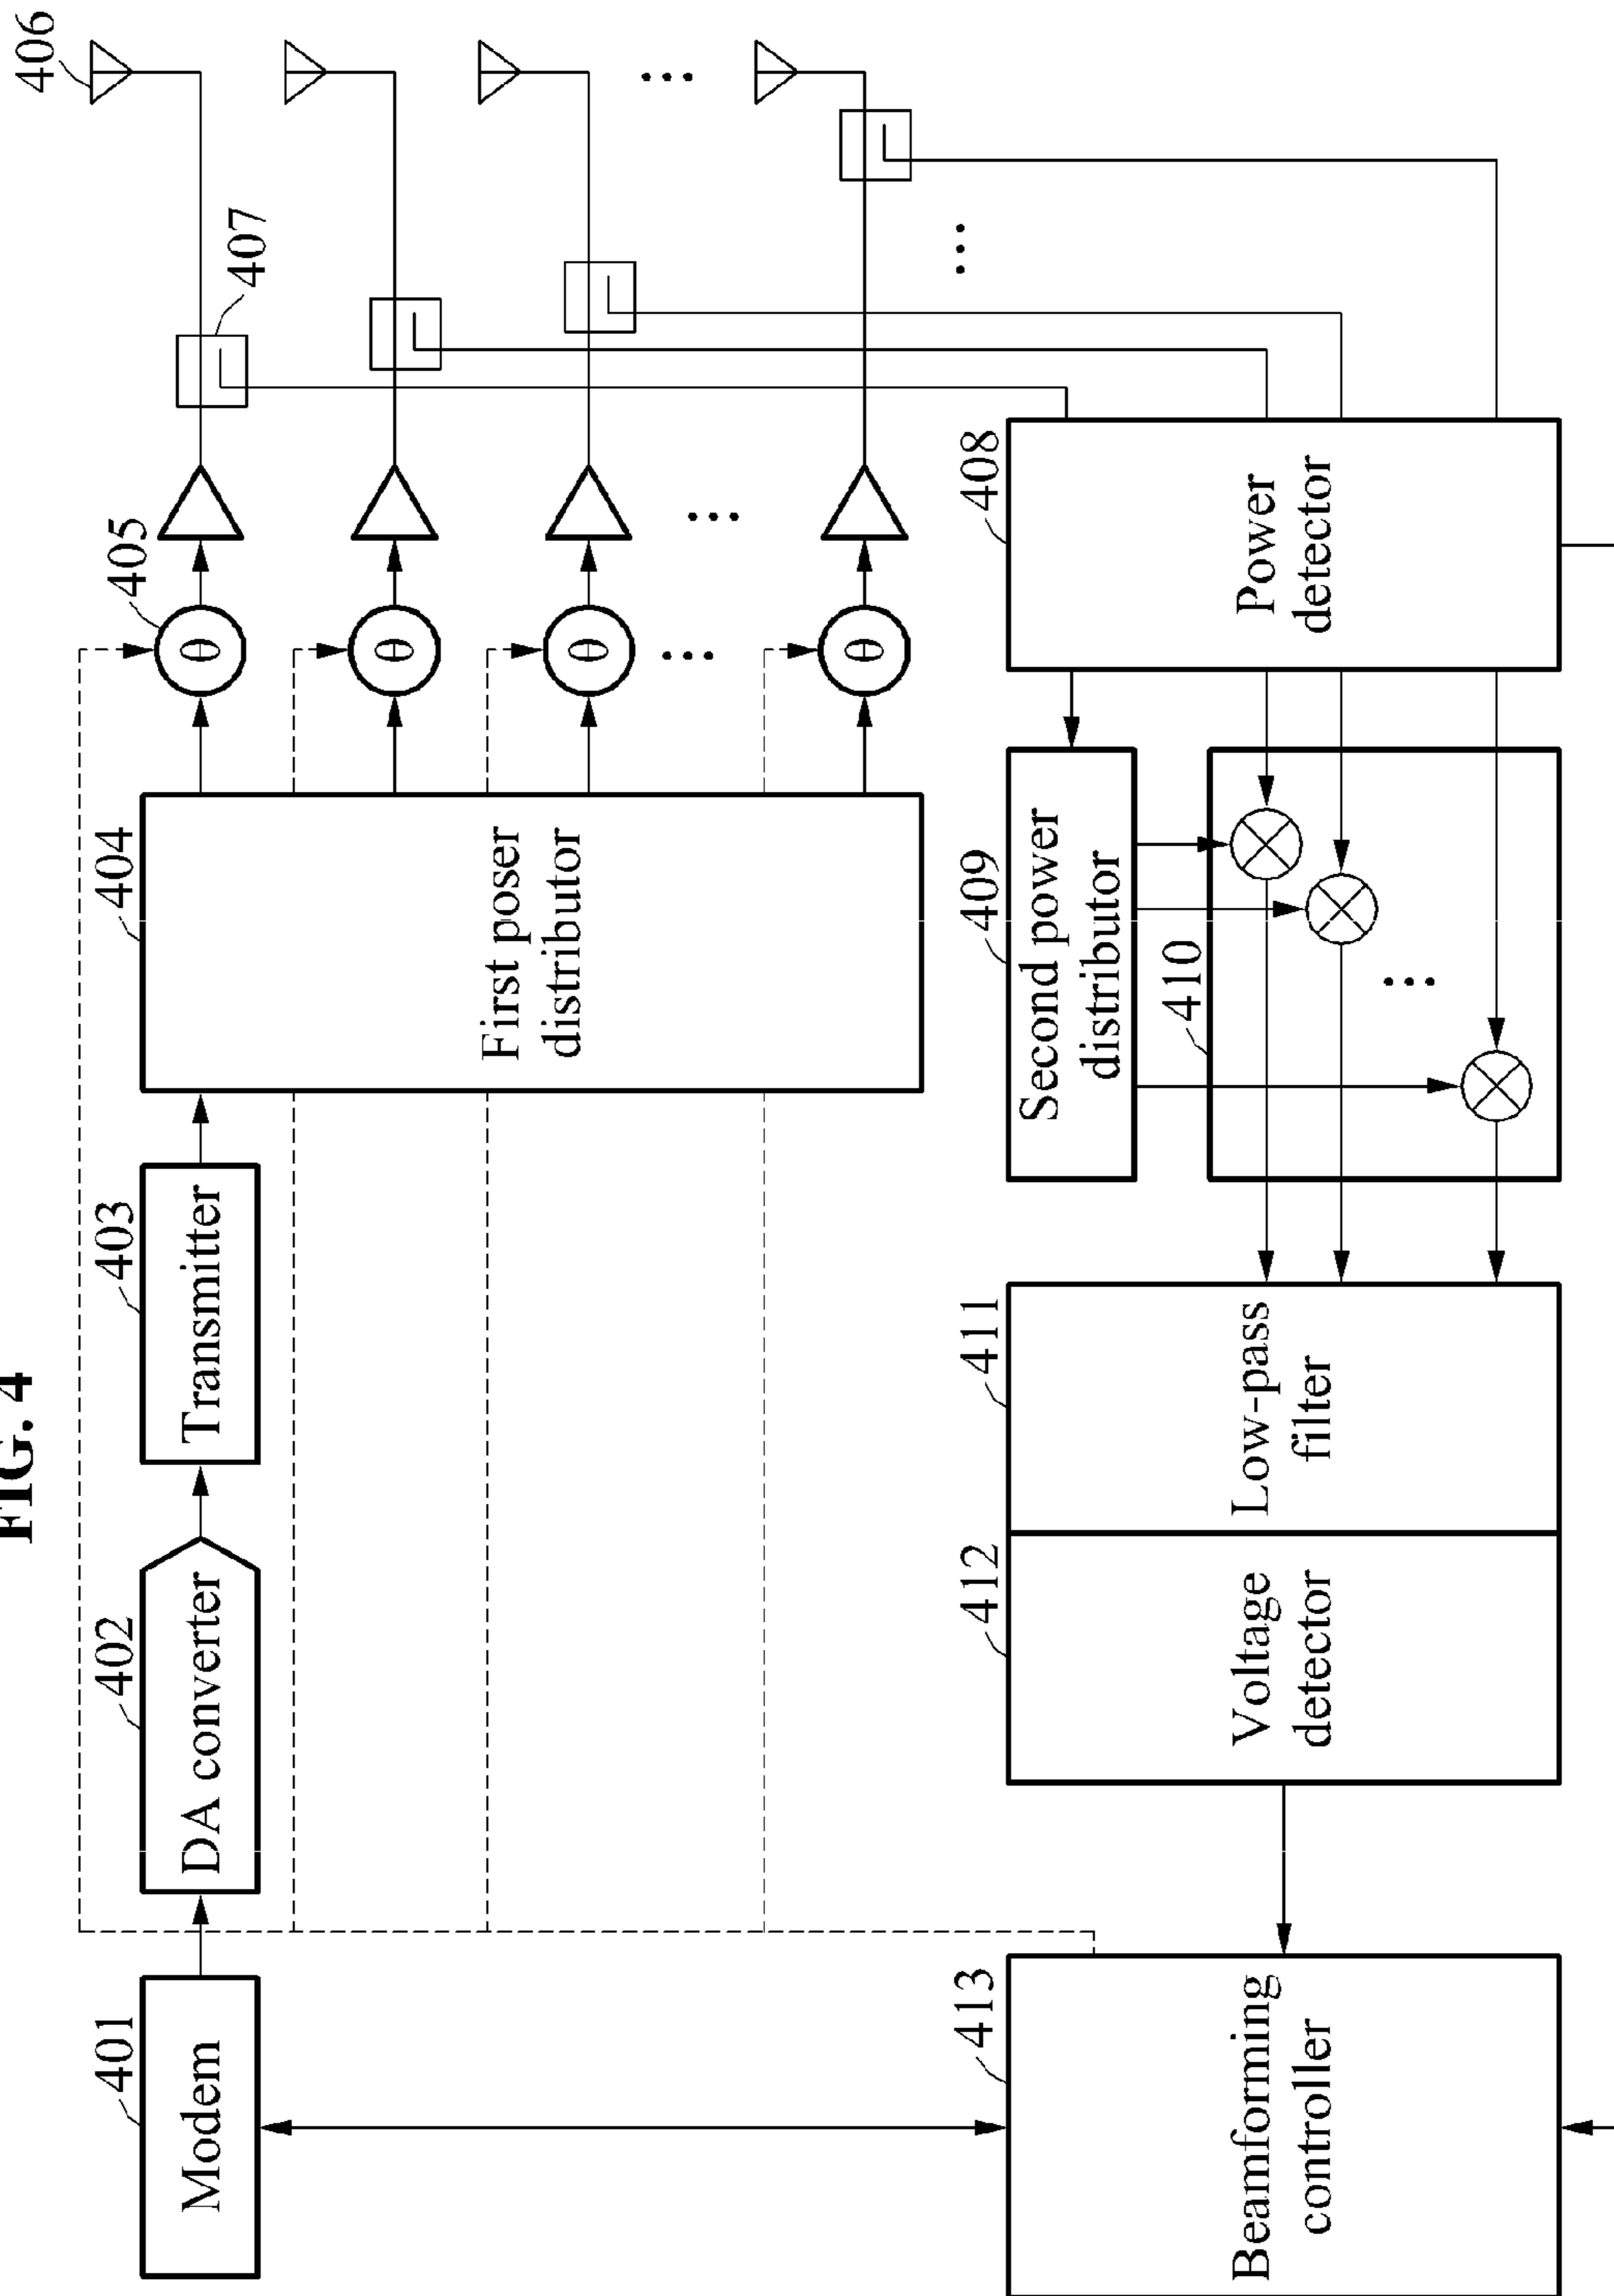 FIG. 4
406
407
405
404
First poser
distributor
403
Transmitter
402
DA converter
401
Modem
θ
θ
θ
θ
...
...
...
...
408
Power
detector
409
Second power
distributor
410
...
411
Low-pass
filter
412
Voltage
detector
413
Beamforming
controller